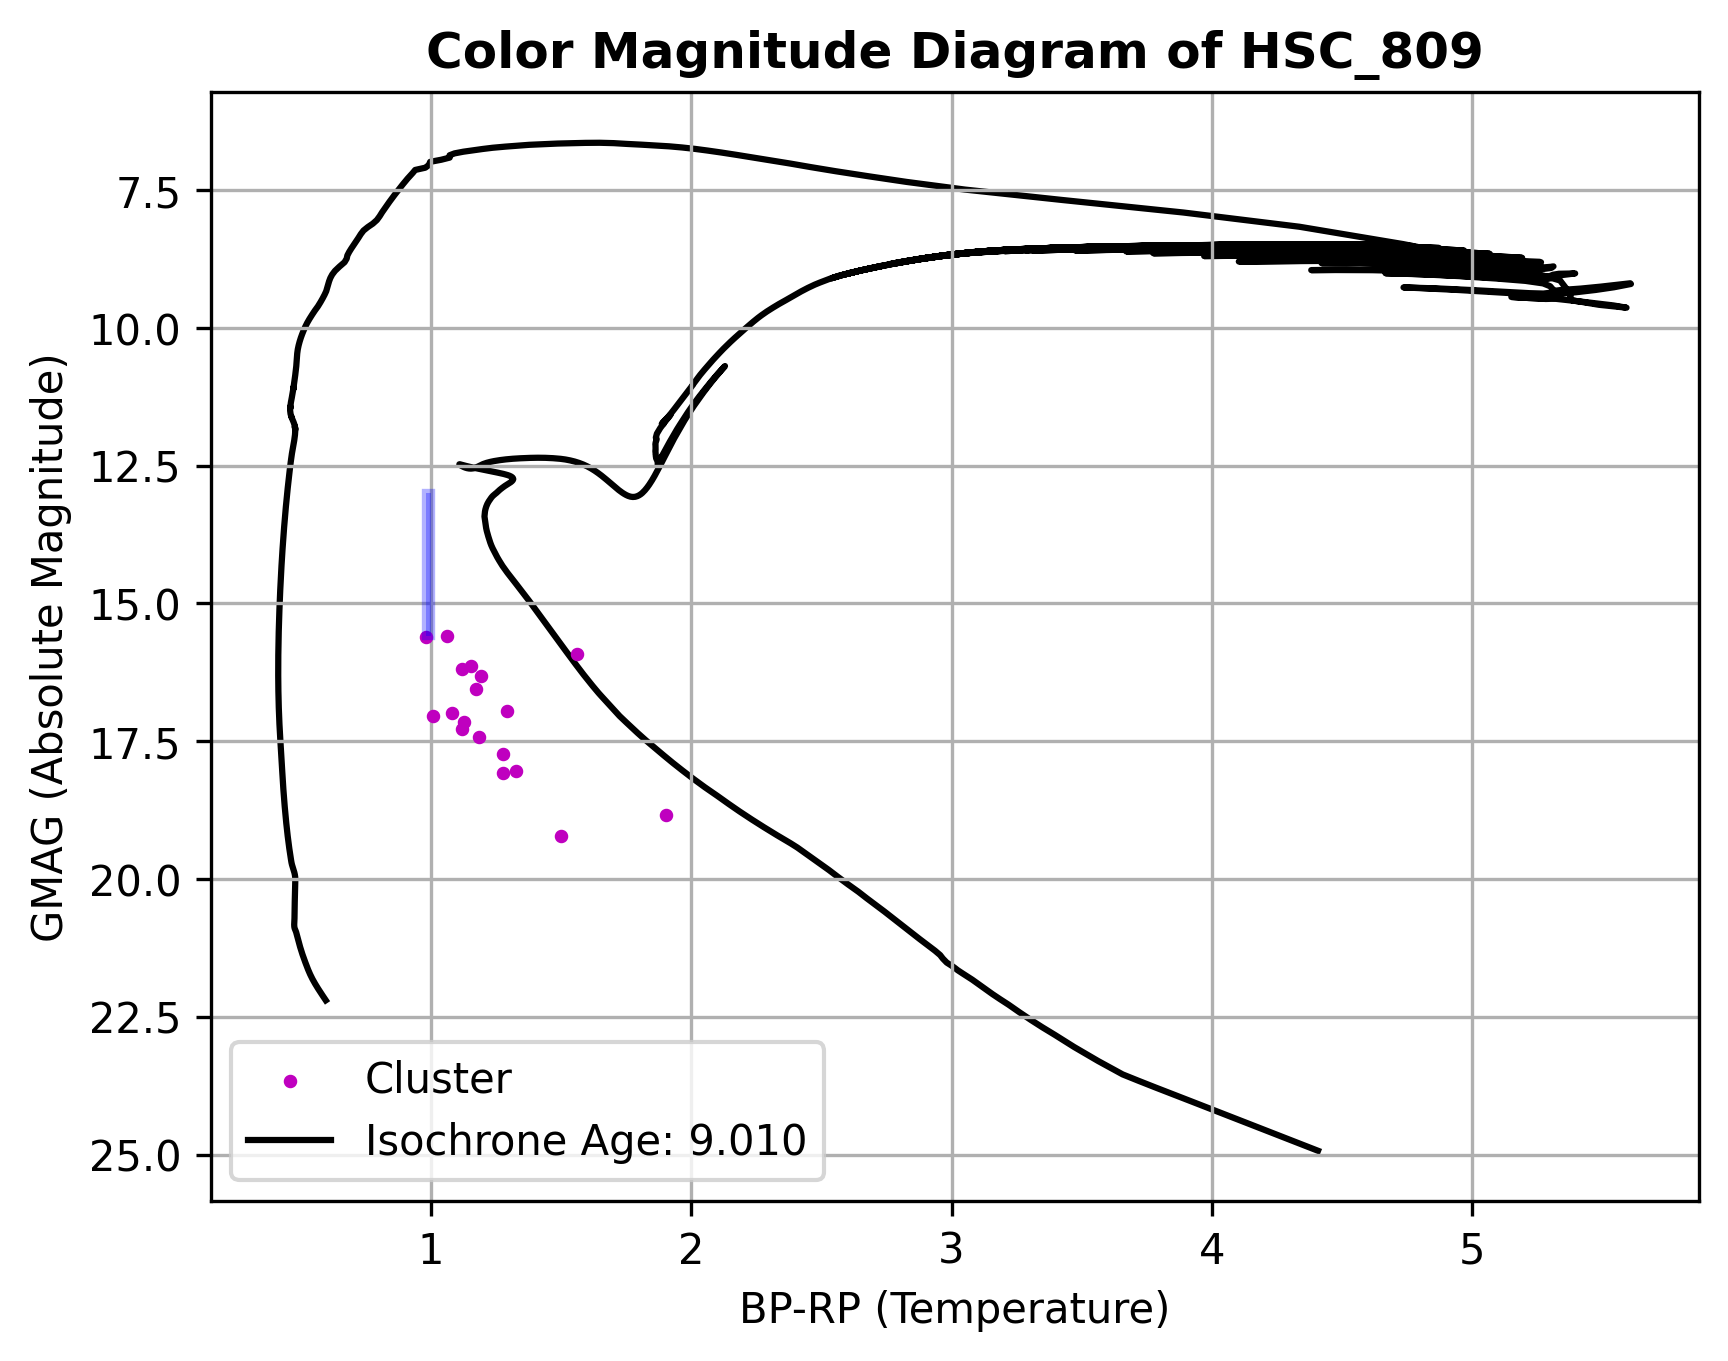 Color Magnitude Diagram of HSC_809
GMAG (Absolute Magnitude)
7.5
10.0
12.5
15.0
17.5
20.0
22.5
25.0
Cluster
Isochrone Age: 9.010
1 2 3 4 5
BP-RP (Temperature)